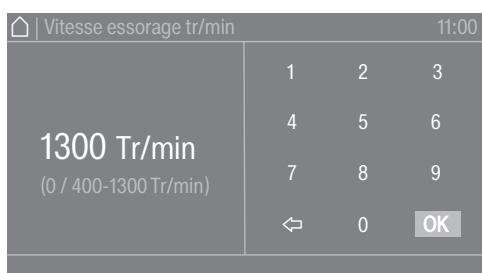 | Vitesse essorage tr/min 11:00
1300 Tr/min
(0 / 400-1300 Tr/min)
1 2 3
4 5 6
7 8 9
0 OK